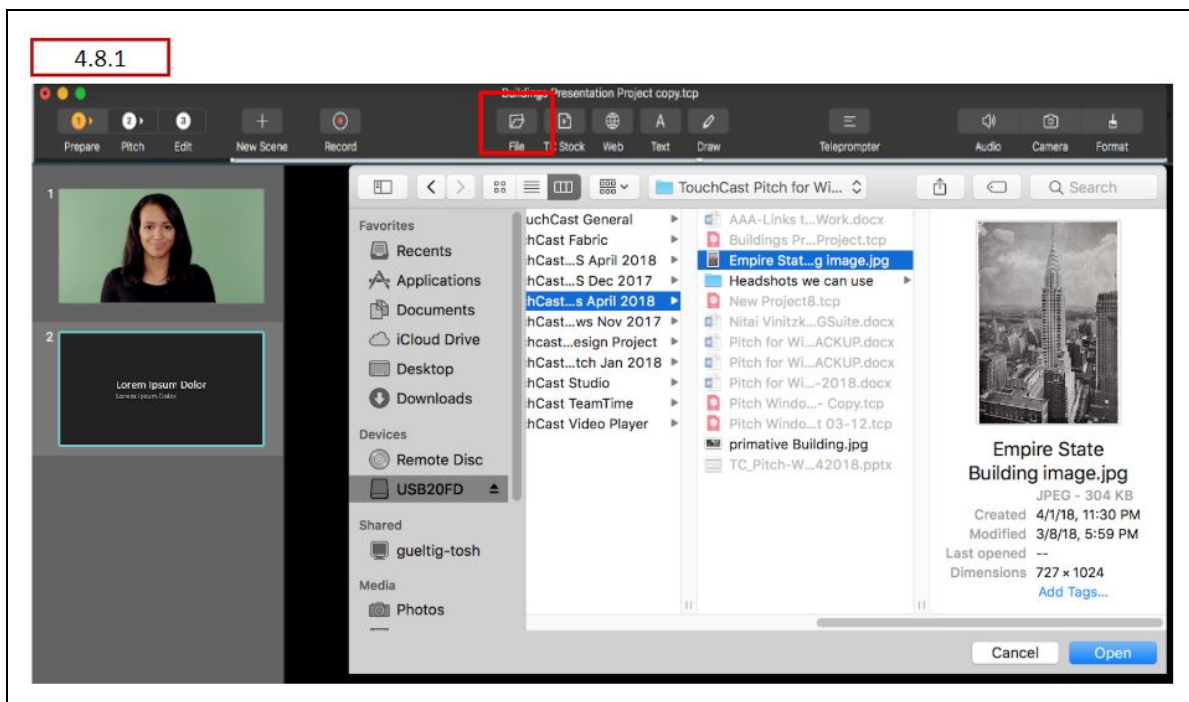 4.8.1
Buildings Presentation Project copy.tcp
1 2 3
Prepare Pitch Edit New Scene Record File TC Stock Web Text Draw Teleprompter Audio Camera Format
TouchCast Pitch for Wi... Search
1
2
Lorem Ipsum Dolor
Lorem Ipsum Dolor
Favorites
Recents
Applications
Documents
iCloud Drive
Desktop
Downloads
Devices
Remote Disc
USB20FD
Shared
gueltig-tosh
Media
Photos
uchCast General
hCast Fabric
hCast...S April 2018
hCast...S Dec 2017
hCast...s April 2018
hCast...ws Nov 2017
hcast...esign Project
hCast...tch Jan 2018
hCast Studio
hCast TeamTime
hCast Video Player
AAA-Links t...Work.docx
Buildings Pr...Project.tcp
Empire Stat...g image.jpg
Headshots we can use
New Project8.tcp
Nitai Vinitzk...GSuite.docx
Pitch for Wi...ACKUP.docx
Pitch for Wi...ACKUP.docx
Pitch for Wi...-2018.docx
Pitch Windo...- Copy.tcp
Pitch Windo...t 03-12.tcp
primative Building.jpg
TC_Pitch-W...42018.pptx
Empire State
Building image.jpg
JPEG - 304 KB
Created 4/1/18, 11:30 PM
Modified 3/8/18, 5:59 PM
Last opened --
Dimensions 727 × 1024
Add Tags...
Cancel Open